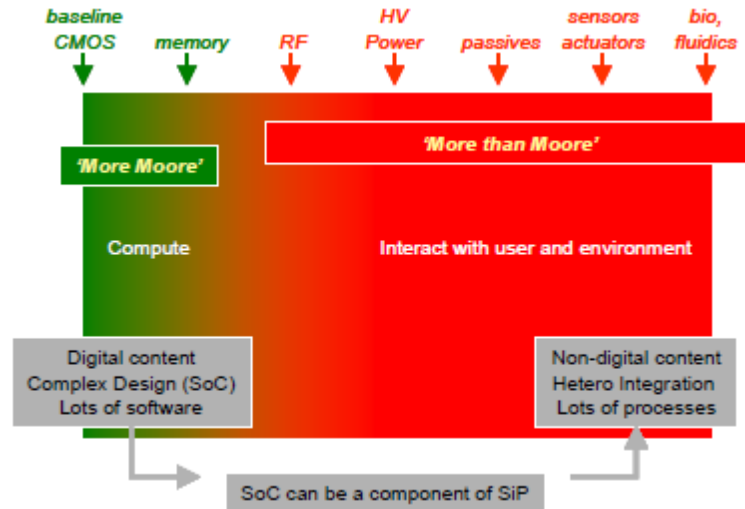 baseline CMOS
memory
RF
HV Power
passives
sensors actuators
bio, fluidics
'More Moore'
'More than Moore'
Compute
Interact with user and environment
Digital content
Complex Design (SoC)
Lots of software
Non-digital content
Hetero Integration
Lots of processes
SoC can be a component of SiP